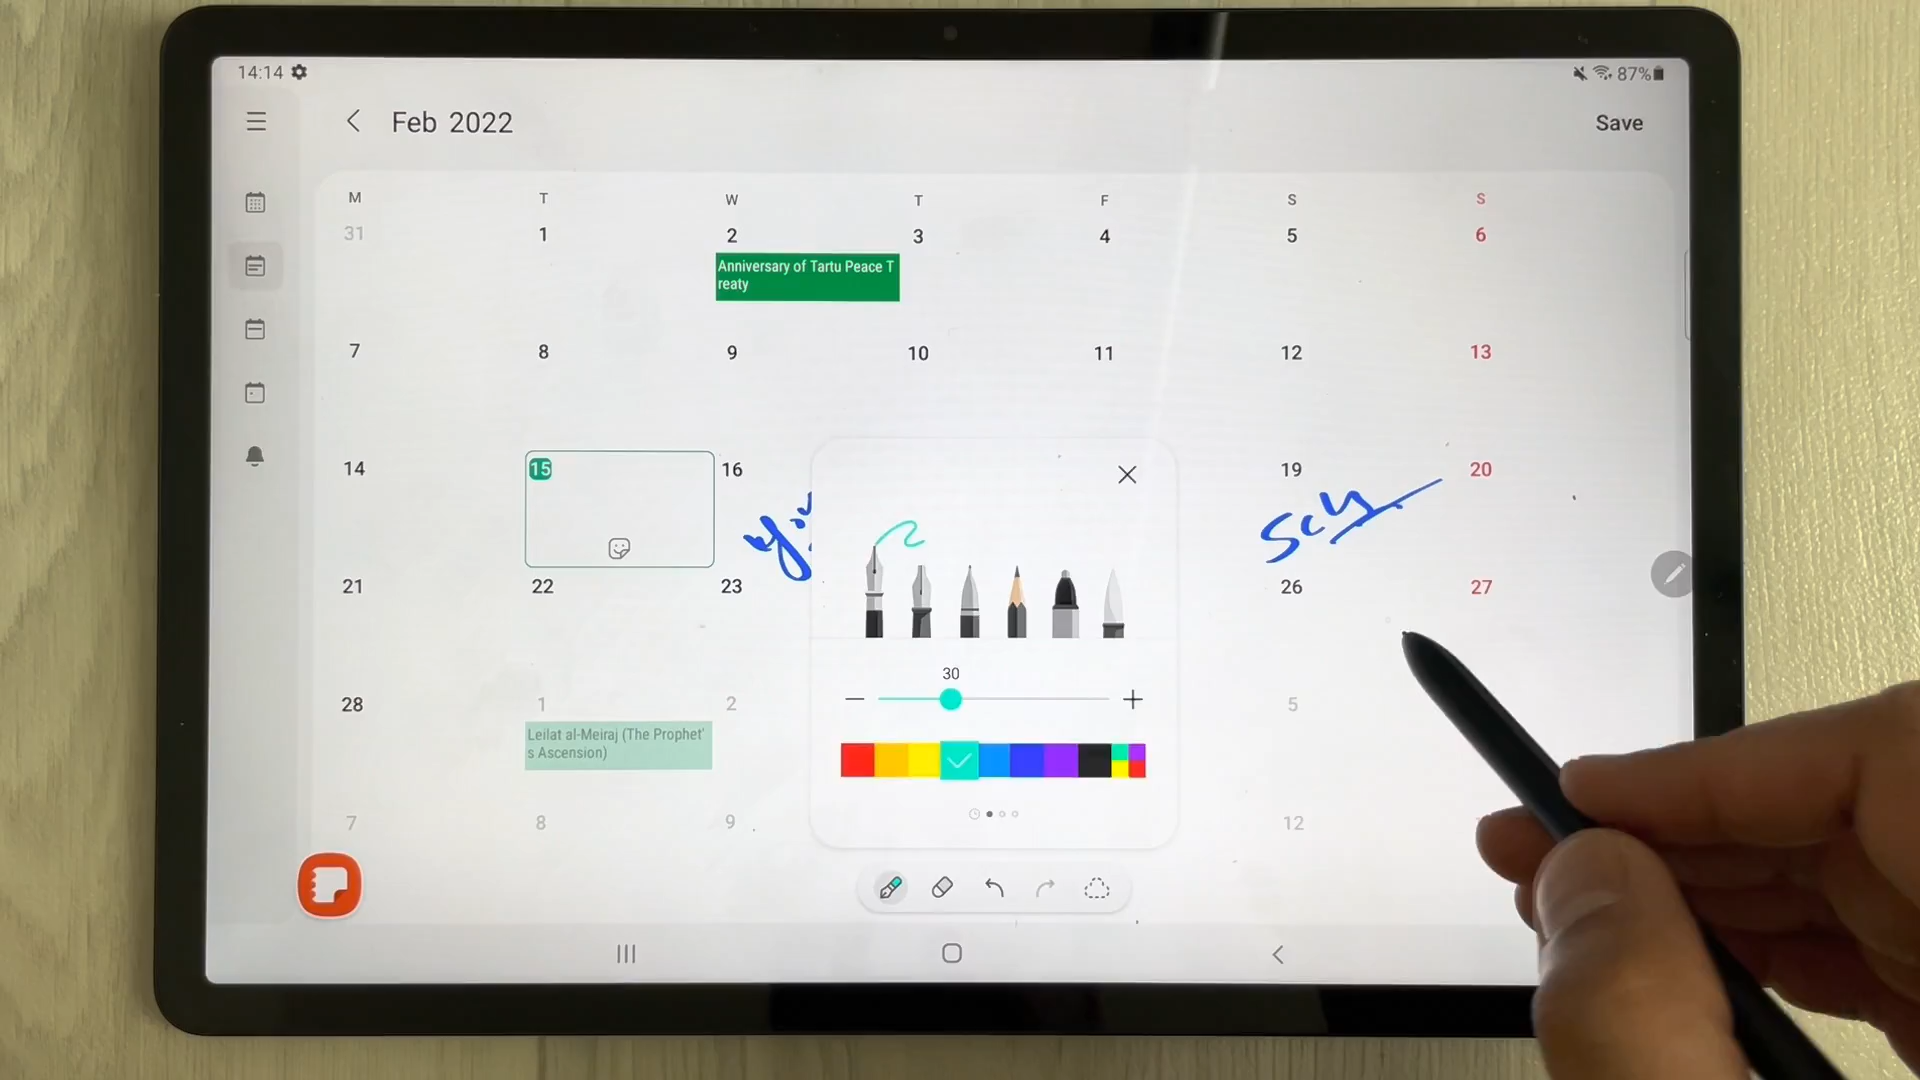 14:14
87%
Feb 2022
Save
M T W T F S S
31 1 2 3 4 5 6
Anniversary of Tartu Peace T
reaty
7 8 9 10 11 12 13
14 15 16 19 20
21 22 23 26 27
30
28 1 2 5
Leilat al-Meiraj (The Prophet'
s Ascension)
7 8 9 12